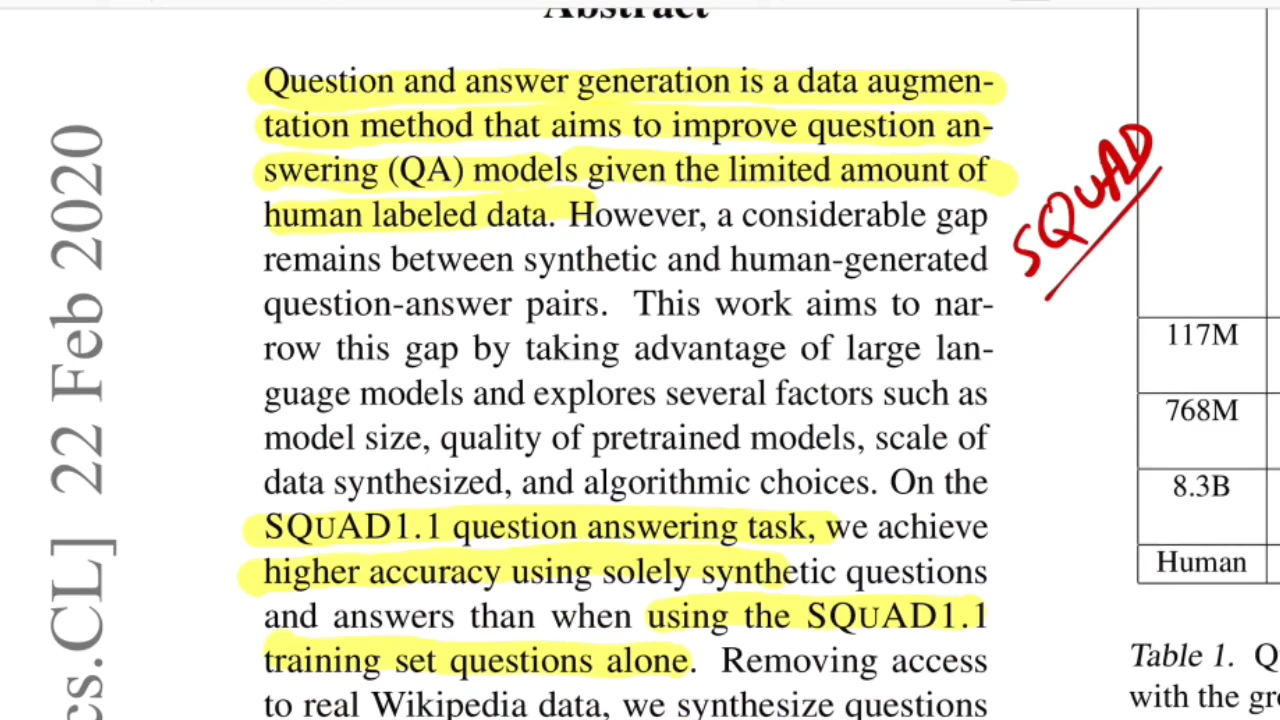 Abstract
Question and answer generation is a data augmen-
tation method that aims to improve question an-
swering (QA) models given the limited amount of
human labeled data. However, a considerable gap
remains between synthetic and human-generated
question-answer pairs. This work aims to nar-
row this gap by taking advantage of large lan-
guage models and explores several factors such as
model size, quality of pretrained models, scale of
data synthesized, and algorithmic choices. On the
SQUAD1.1 question answering task, we achieve
higher accuracy using solely synthetic questions
and answers than when using the SQUAD1.1
training set questions alone. Removing access
to real Wikipedia data, we synthesize questions
cs.CL] 22 Feb 2020
SQUAD
117M
768M
8.3B
Human
Table 1. Q
with the gro